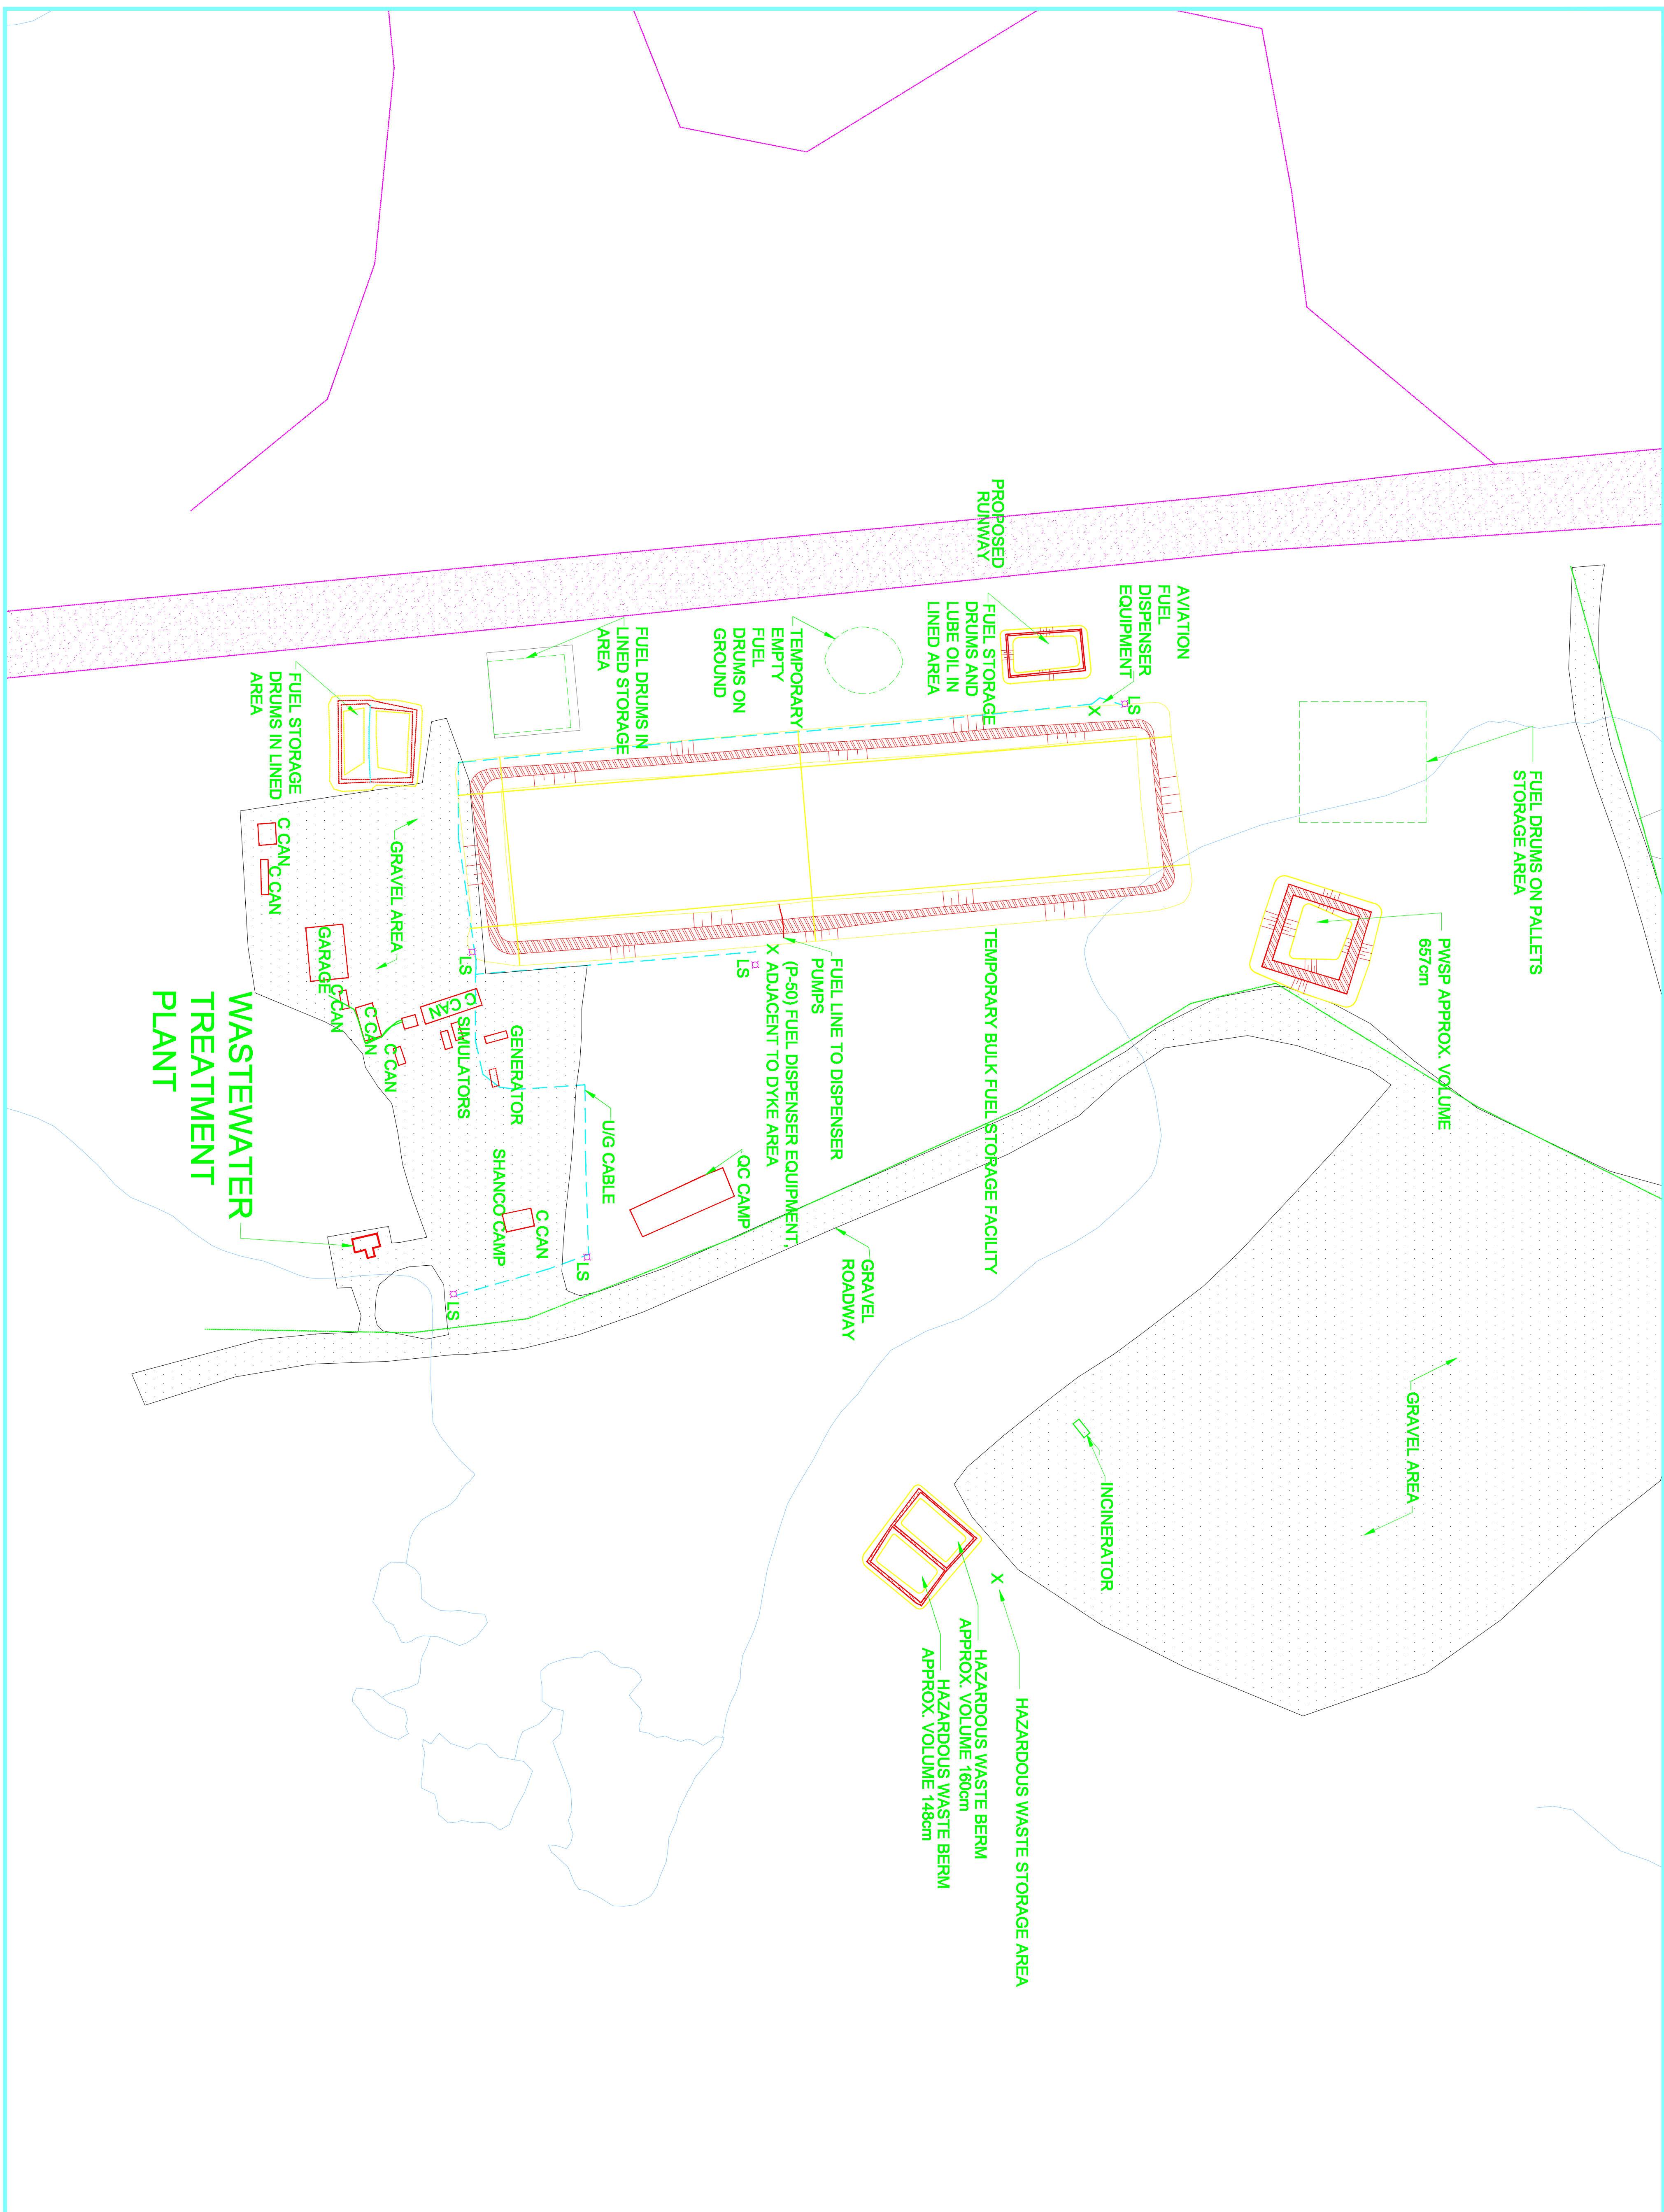 FUEL DRUMS ON PALLETS
STORAGE AREA
PWSP APPROX. VOLUME
657cm
GRAVEL AREA
AVIATION
FUEL
DISPENSER
EQUIPMENT
LS
X
PROPOSED
RUNWAY
FUEL STORAGE
DRUMS AND
LUBE OIL IN
LINED AREA
TEMPORARY BULK FUEL STORAGE FACILITY
INCINERATOR
X
HAZARDOUS WASTE STORAGE AREA
HAZARDOUS WASTE BERM
APPROX. VOLUME 160cm
HAZARDOUS WASTE BERM
APPROX. VOLUME 148cm
GRAVEL
ROADWAY
TEMPORARY
EMPTY
FUEL
DRUMS ON
GROUND
FUEL LINE TO DISPENSER
PUMPS
(P-50) FUEL DISPENSER EQUIPMENT,
X ADJACENT TO DYKE AREA
LS
QC CAMP
FUEL DRUMS IN
LINED STORAGE
AREA
U/G CABLE
LS
C CAN
SHANCO CAMP
GENERATOR
SIMULATORS
LS
C CAN
LS
GRAVEL AREA
C CAN
C CAN
C CAN
GARAGE
FUEL STORAGE
DRUMS IN LINED
AREA
C CAN
C CAN
WASTEWATER
TREATMENT
PLANT